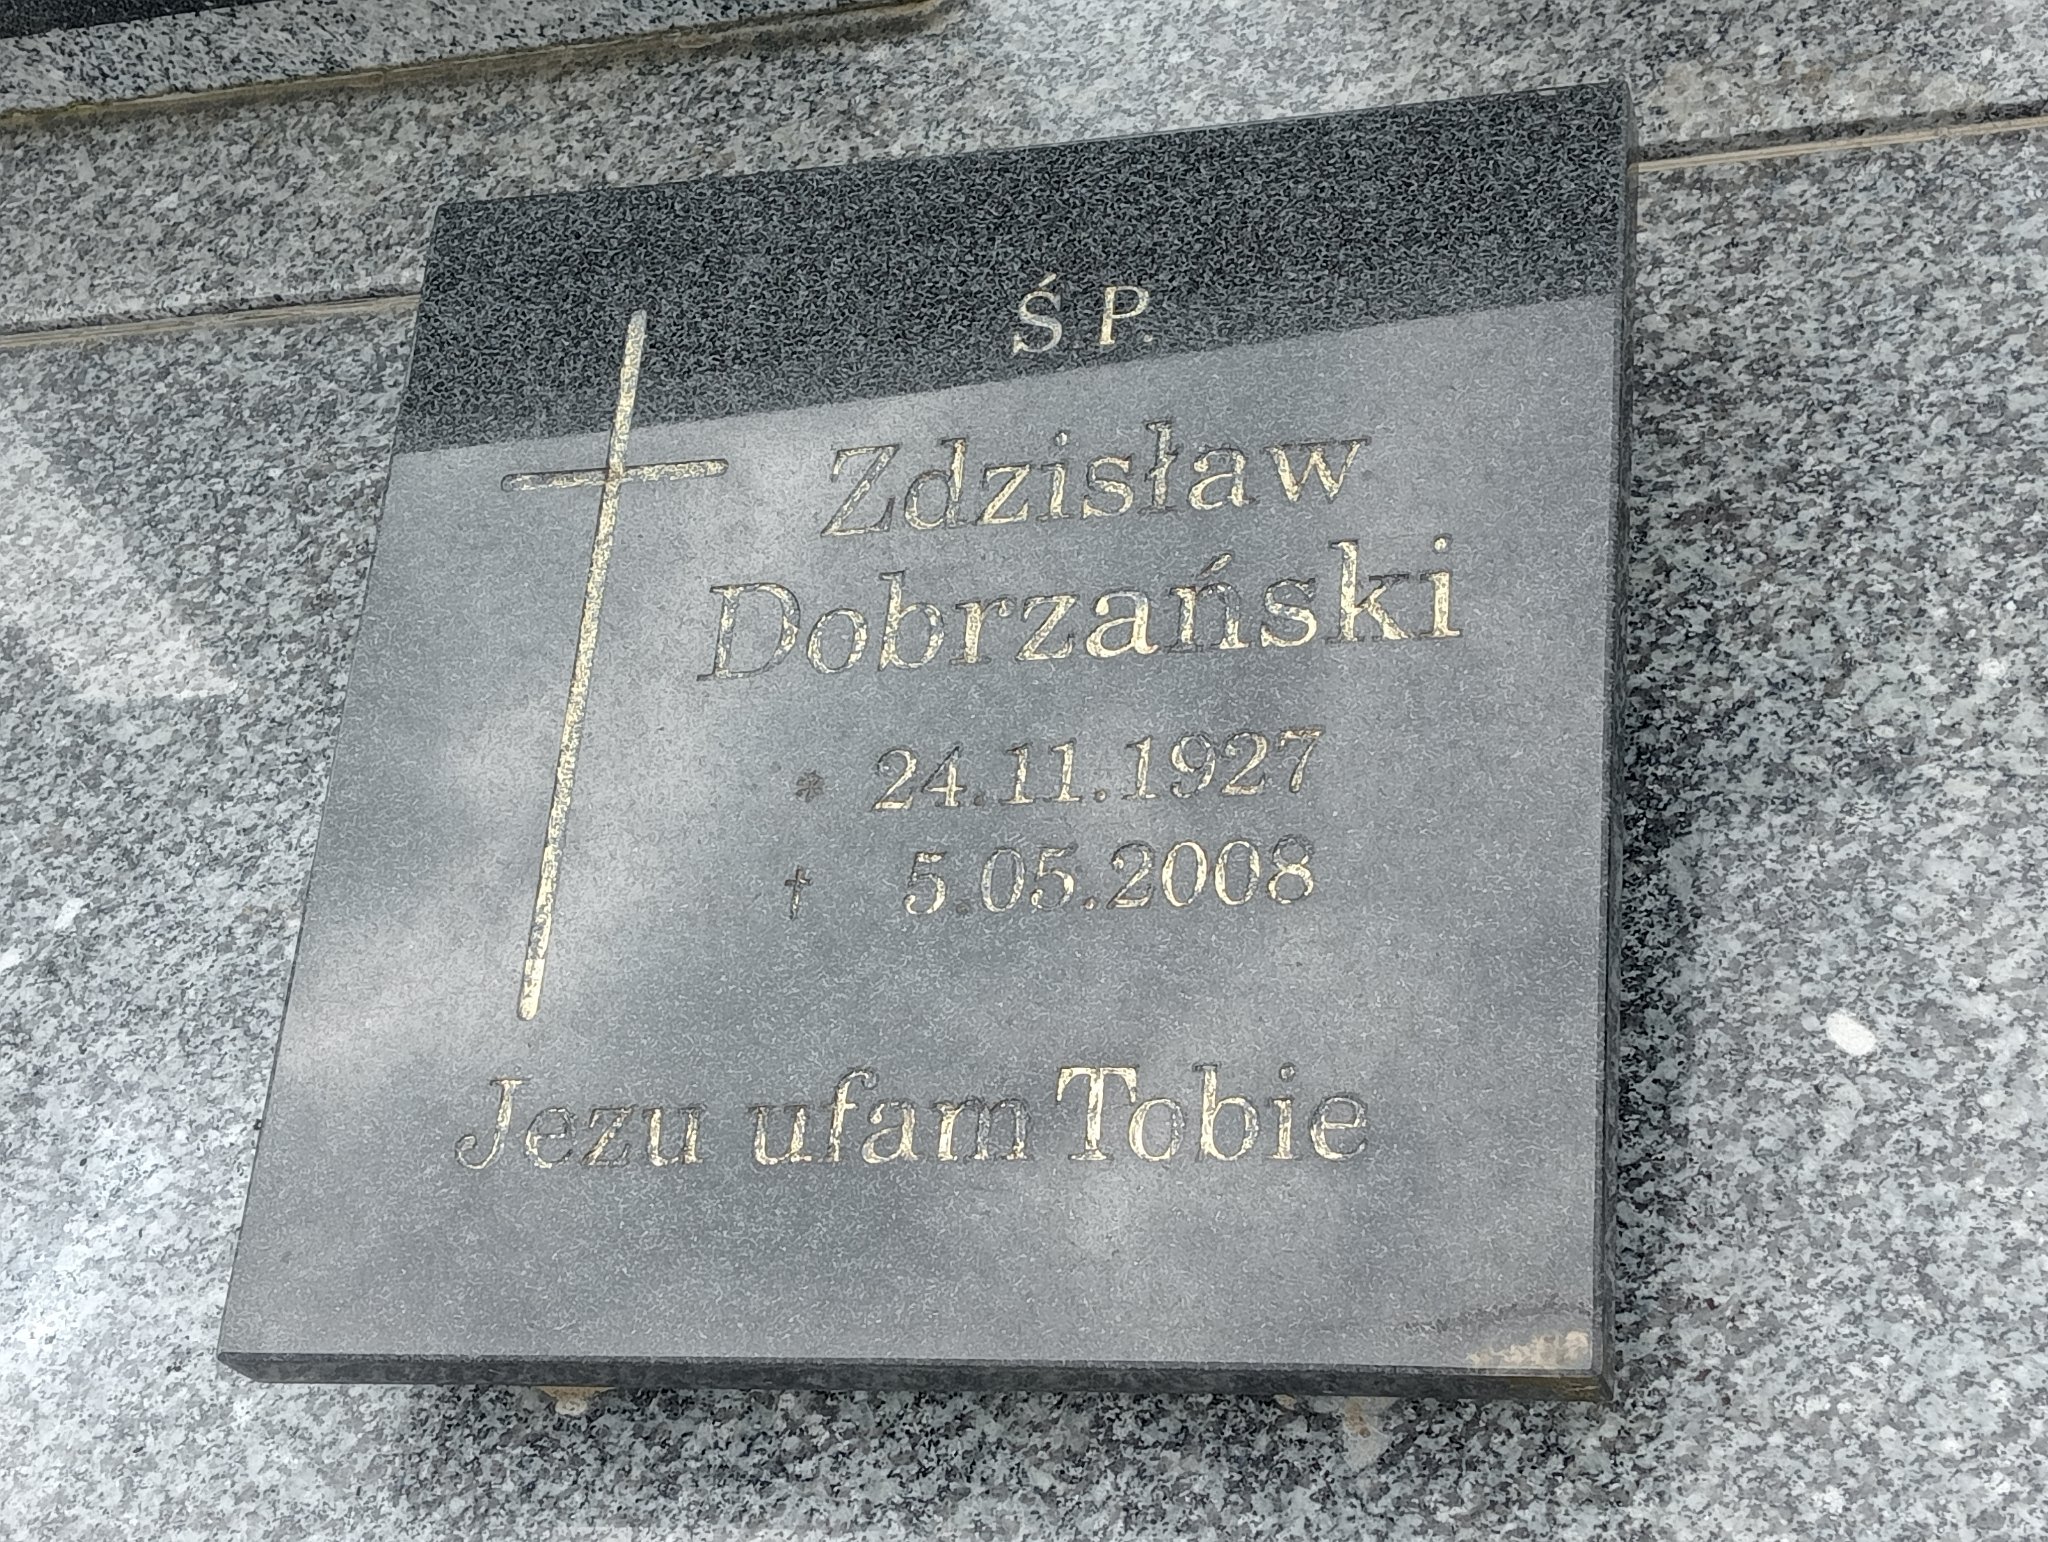 Ś P.
Zdzisław
Dobrzański
* 24.11.1927
† 5.05.2008
Jezu ufam Tobie